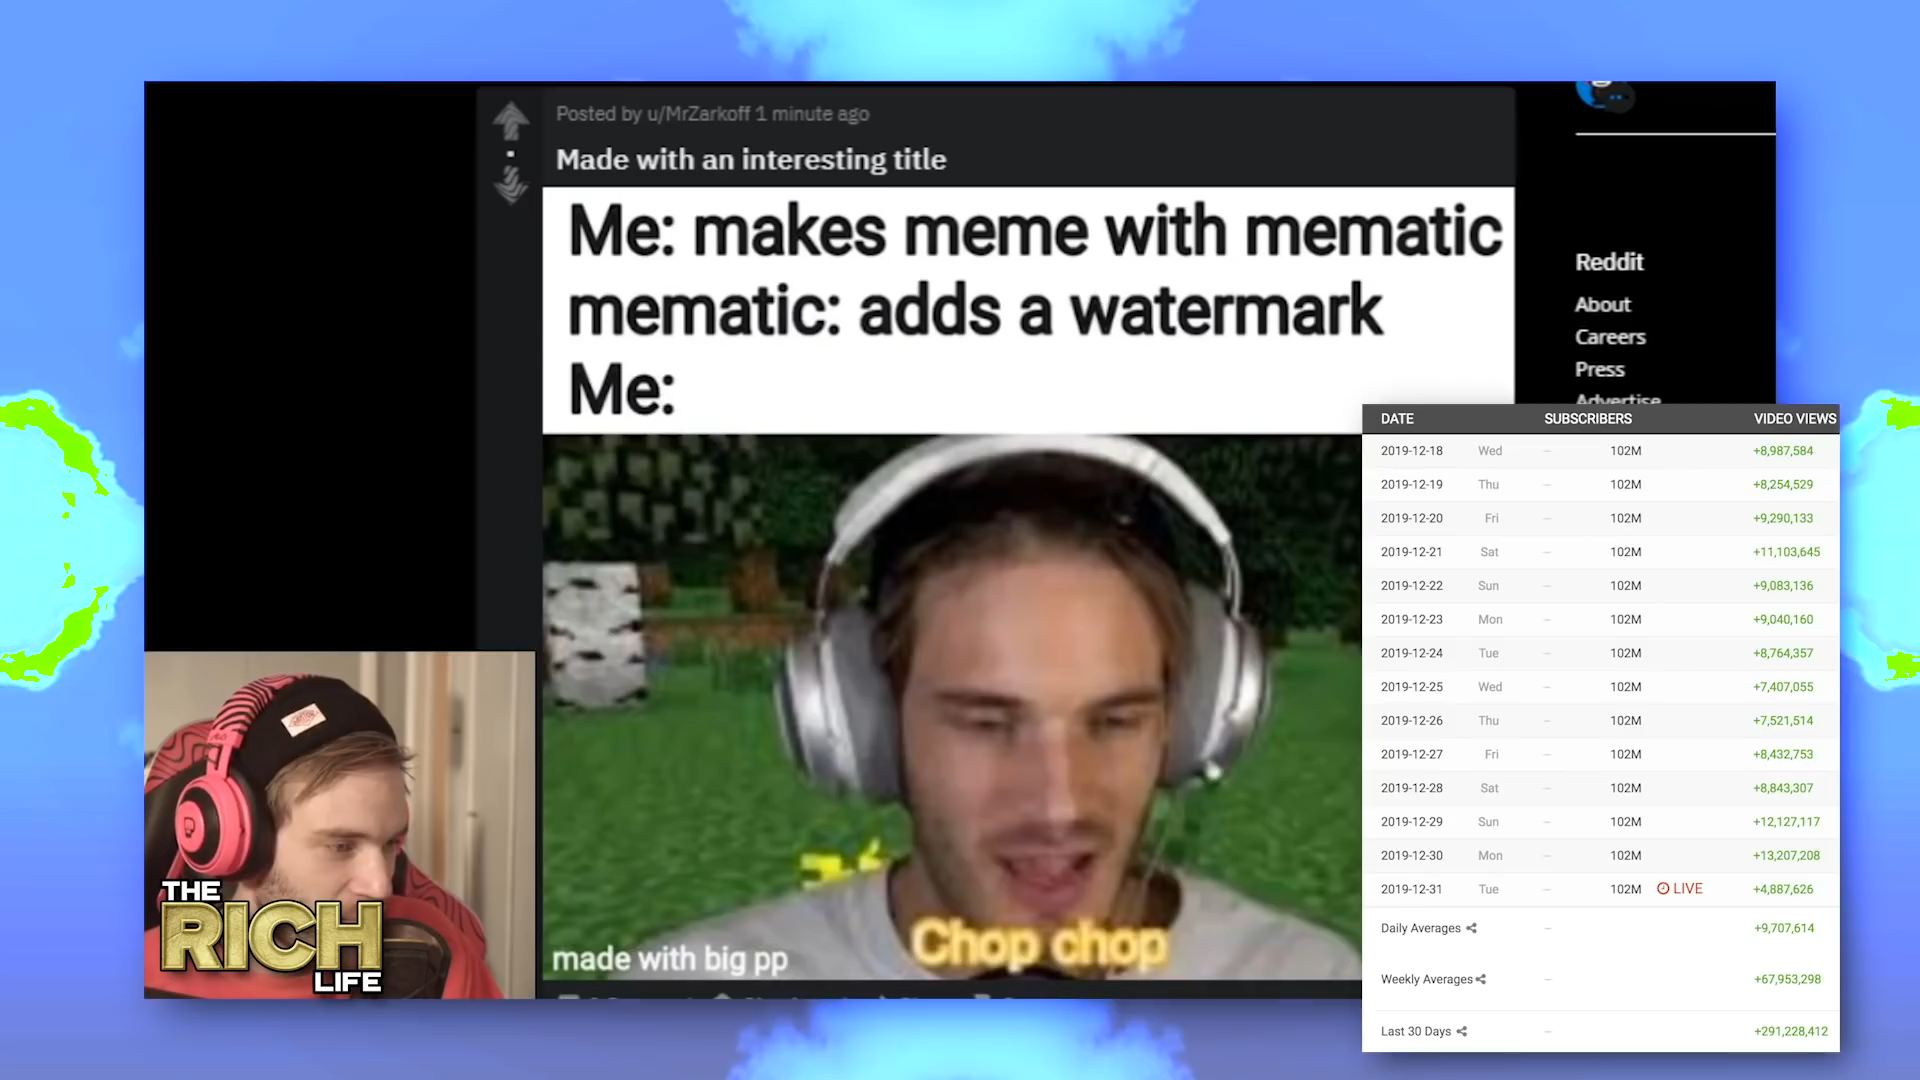 Posted by u/MrZarkoff 1 minute ago
Made with an interesting title
Me: makes meme with mematic
mematic: adds a watermark
Me:
made with big pp
Chop chop
Reddit
About
Careers
Press
Advertise
THE
RICH
LIFE
DATE SUBSCRIBERS VIDEO VIEWS
2019-12-18 Wed – 102M +8,987,584
2019-12-19 Thu – 102M +8,254,529
2019-12-20 Fri – 102M +9,290,133
2019-12-21 Sat – 102M +11,103,645
2019-12-22 Sun – 102M +9,083,136
2019-12-23 Mon – 102M +9,040,160
2019-12-24 Tue – 102M +8,764,357
2019-12-25 Wed – 102M +7,407,055
2019-12-26 Thu – 102M +7,521,514
2019-12-27 Fri – 102M +8,432,753
2019-12-28 Sat – 102M +8,843,307
2019-12-29 Sun – 102M +12,127,117
2019-12-30 Mon – 102M +13,207,208
2019-12-31 Tue – 102M LIVE +4,887,626
Daily Averages – +9,707,614
Weekly Averages – +67,953,298
Last 30 Days – +291,228,412